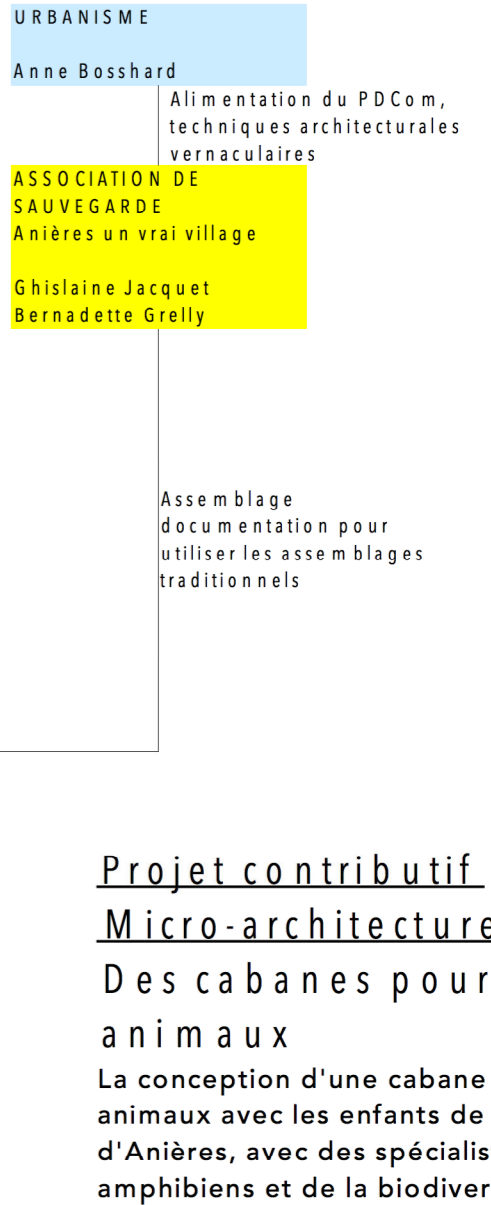 URBANISME
Anne Bosshard
Alimentation du PDCom,
techniques architecturales
vernaculaires
ASSOCIATION DE
SAUVEGARDE
Anières un vrai village
Ghislaine Jacquet
Bernadette Grelly
Assemblage
documentation pour
utiliser les assemblages
traditionnels
Projet contributif
Micro-architecture
Des cabanes pour
animaux
La conception d'une cabane
animaux avec les enfants de
d'Anières, avec des spécialis
amphibiens et de la biodiver